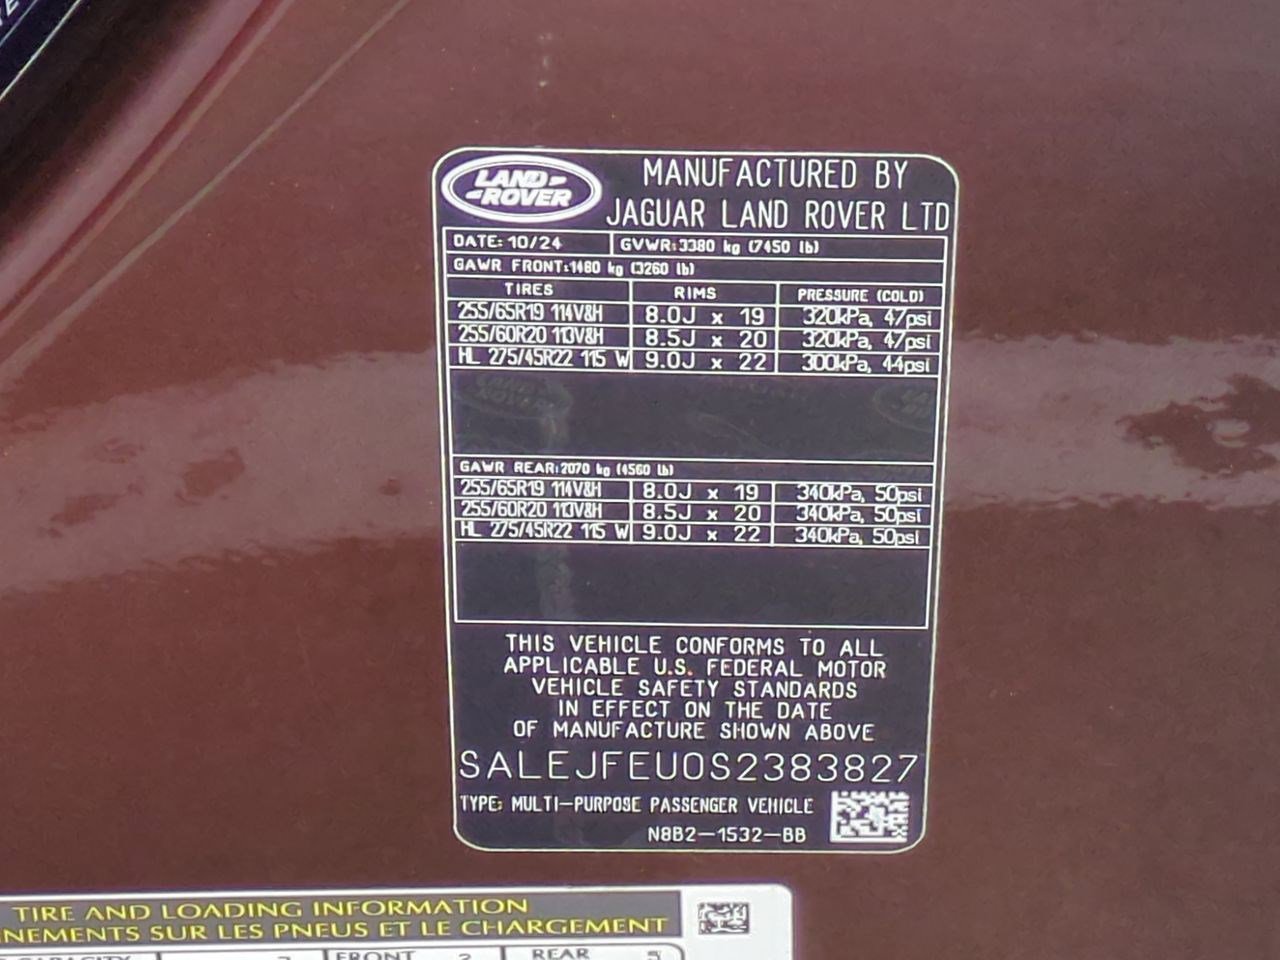 LAND ROVER
MANUFACTURED BY
JAGUAR LAND ROVER LTD
DATE: 10/24 GVWR:3380 kg (7450 lb)
GAWR FRONT:1480 kg (3260 lb)
TIRES RIMS PRESSURE (COLD)
255/65R19 114V&H 8.0J x 19 320kPa, 47psi
255/60R20 113V&H 8.5J x 20 320kPa, 47psi
HL 275/45R22 115 W 9.0J x 22 300kPa, 44psi
GAWR REAR:2070 kg (4560 lb)
255/65R19 114V&H 8.0J x 19 340kPa, 50psi
255/60R20 113V&H 8.5J x 20 340kPa, 50psi
HL 275/45R22 115 W 9.0J x 22 340kPa, 50psi
THIS VEHICLE CONFORMS TO ALL
APPLICABLE U.S. FEDERAL MOTOR
VEHICLE SAFETY STANDARDS
IN EFFECT ON THE DATE
OF MANUFACTURE SHOWN ABOVE
SALEJFEU0S2383827
TYPE: MULTI-PURPOSE PASSENGER VEHICLE
N8B2-1532-BB
TIRE AND LOADING INFORMATION
SUR LES PNEUS ET LE CHARGEMENT
CAPACITY FRONT REAR